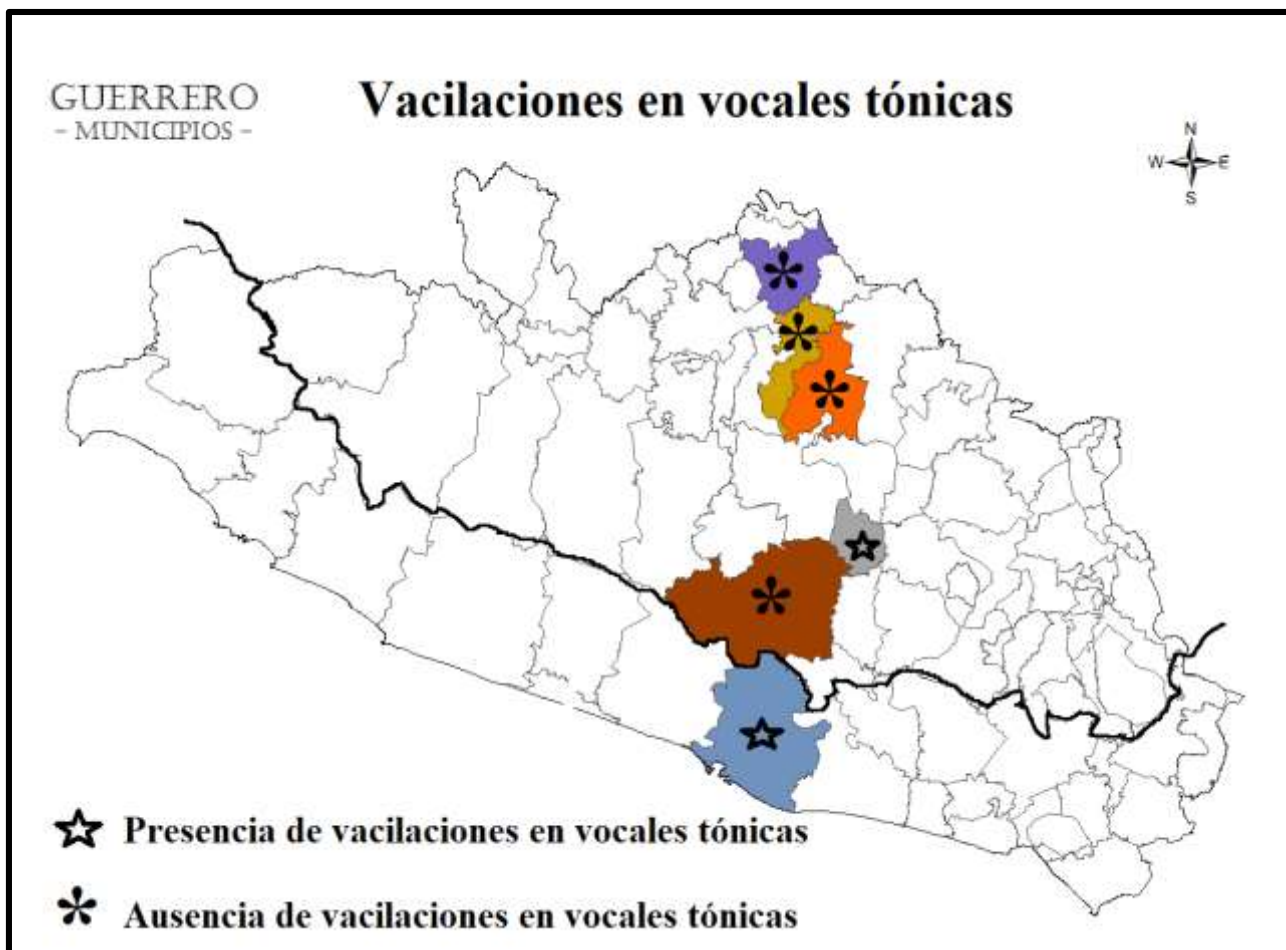 GUERRERO
- MUNICIPIOS -
Vacilaciones en vocales tónicas
N
W E
S
Presencia de vacilaciones en vocales tónicas
Ausencia de vacilaciones en vocales tónicas